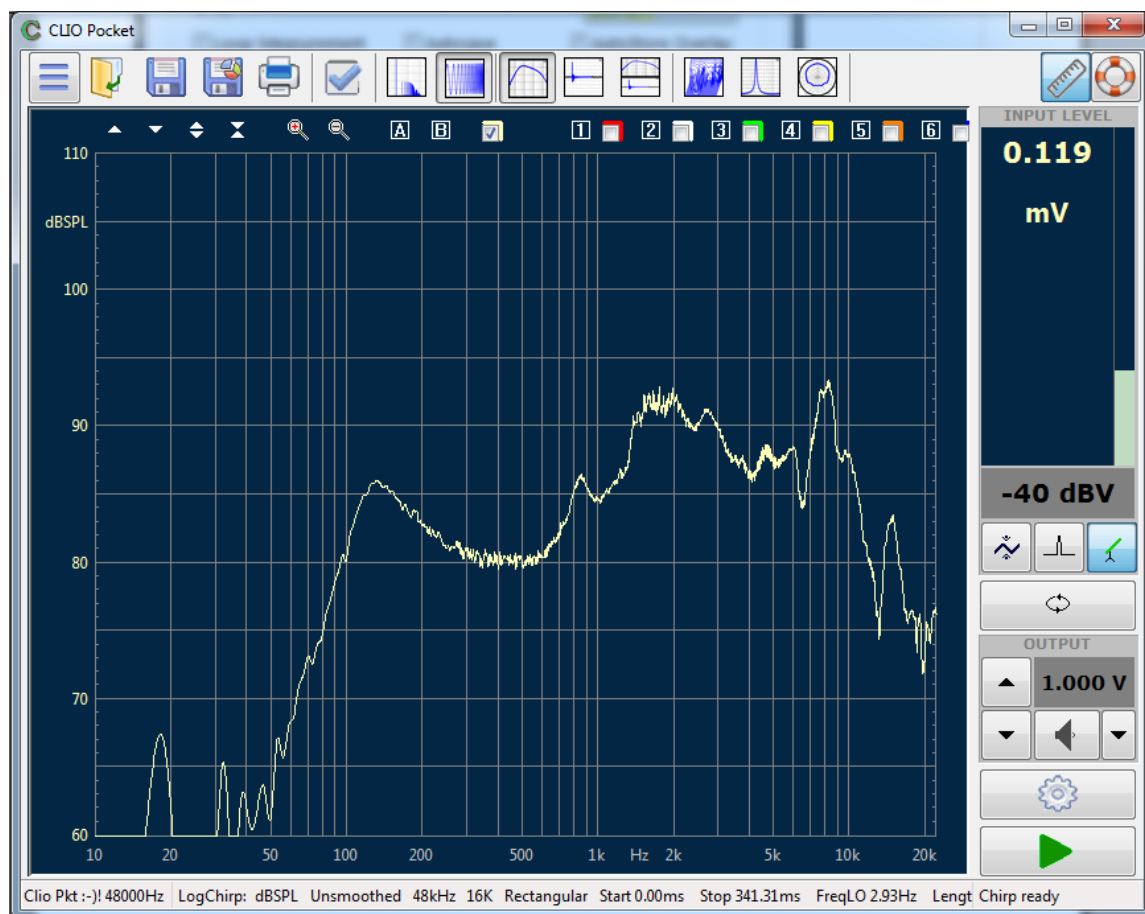 CLIO Pocket
A B 1 2 3 4 5 6
INPUT LEVEL
0.119
mV
110
dBSPL
100
90
80
70
60
10 20 50 100 200 500 1k Hz 2k 5k 10k 20k
-40 dBV
OUTPUT
1.000 V
Clio Pkt :-)! 48000Hz LogChirp: dBSPL Unsmoothed 48kHz 16K Rectangular Start 0.00ms Stop 341.31ms FreqLO 2.93Hz Lengt Chirp ready